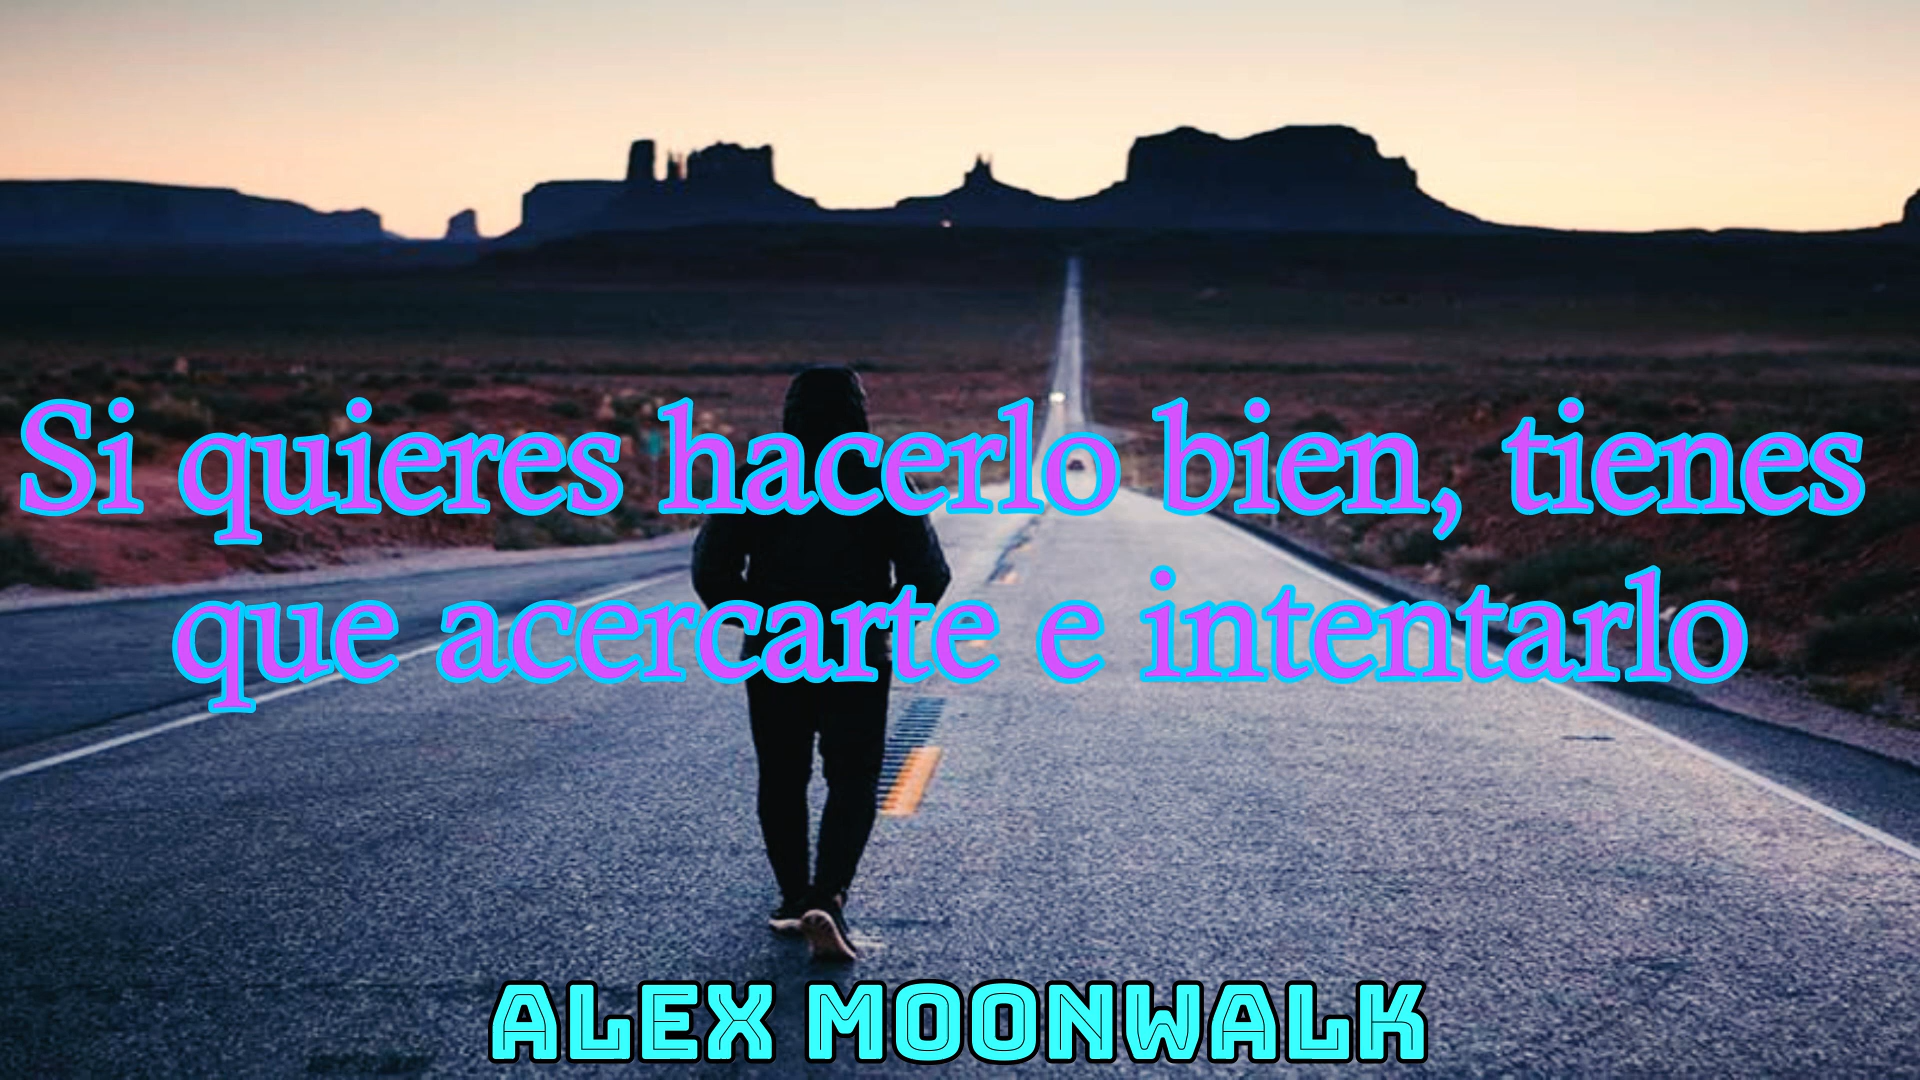 Si quieres hacerlo bien, tienes
que acercarte e intentarlo
ALEX MOONWALK